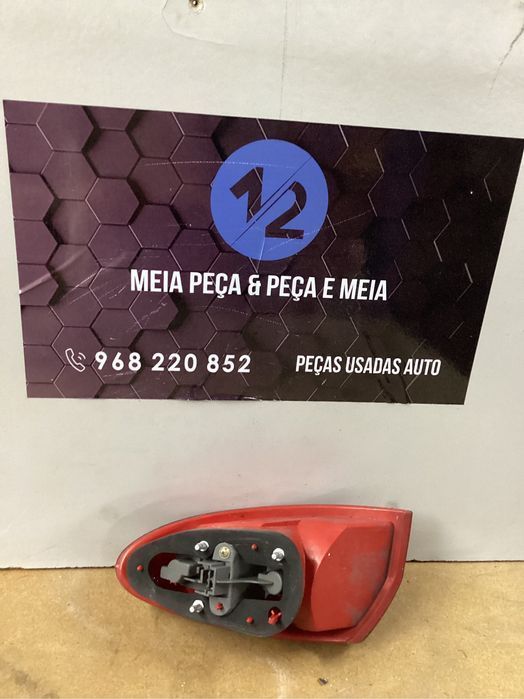 1/2
MEIA PEÇA & PEÇA E MEIA
968 220 852
PEÇAS USADAS AUTO